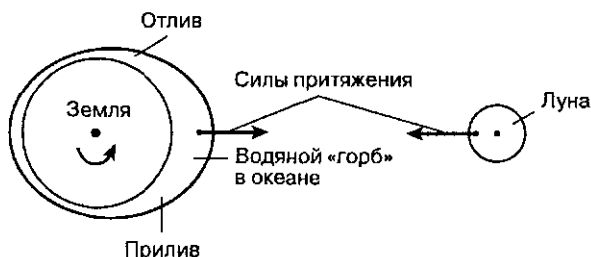 Отлив
Силы притяжения
Луна
Земля
Водяной «горб»
в океане
Прилив